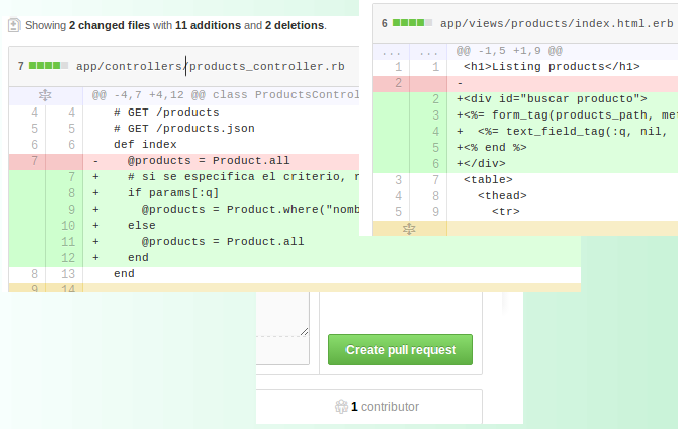 Showing 2 changed files with 11 additions and 2 deletions.
7 app/controllers/products_controller.rb
@@ -4,7 +4,12 @@ class ProductsControl
4 4 # GET /products
5 5 # GET /products.json
6 6 def index
7 - @products = Product.all
7 + # si se especifica el criterio, r
8 + if params[:q]
9 + @products = Product.where("nomb
10 + else
11 + @products = Product.all
12 + end
8 13 end
9 14
6 app/views/products/index.html.erb
... ... @@ -1,5 +1,9 @@
1 1 <h1>Listing products</h1>
2 -
2 +<div id="buscar producto">
3 +<%= form_tag(products_path, met
4 + <%= text_field_tag(:q, nil,
5 +<% end %>
6 +</div>
3 7 <table>
4 8 <thead>
5 9 <tr>
Create pull request
1 contributor